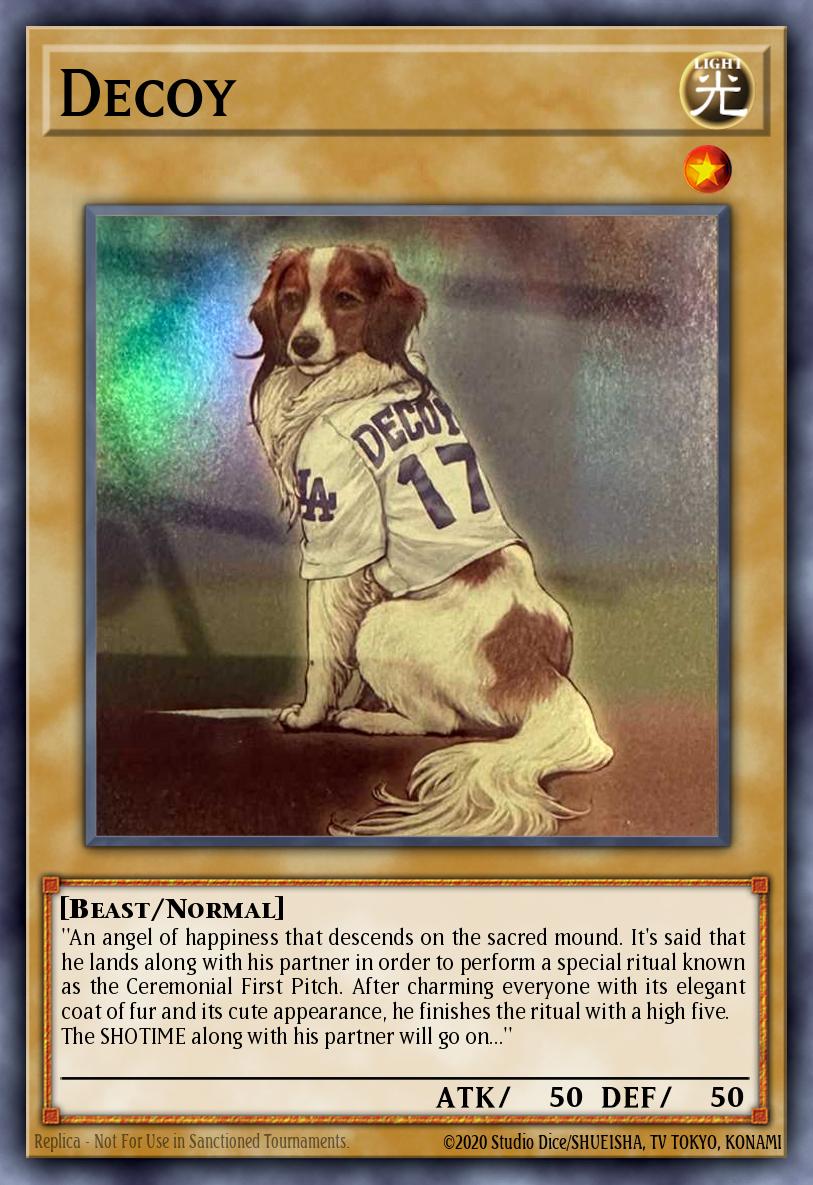 DECOY
LIGHT
光
DECOY
17
LA
[BEAST/NORMAL]
"An angel of happiness that descends on the sacred mound. It's said that
he lands along with his partner in order to perform a special ritual known
as the Ceremonial First Pitch. After charming everyone with its elegant
coat of fur and its cute appearance, he finishes the ritual with a high five.
The SHOTIME along with his partner will go on..."
ATK/ 50 DEF/ 50
Replica - Not For Use in Sanctioned Tournaments. ©2020 Studio Dice/SHUEISHA, TV TOKYO, KONAMI